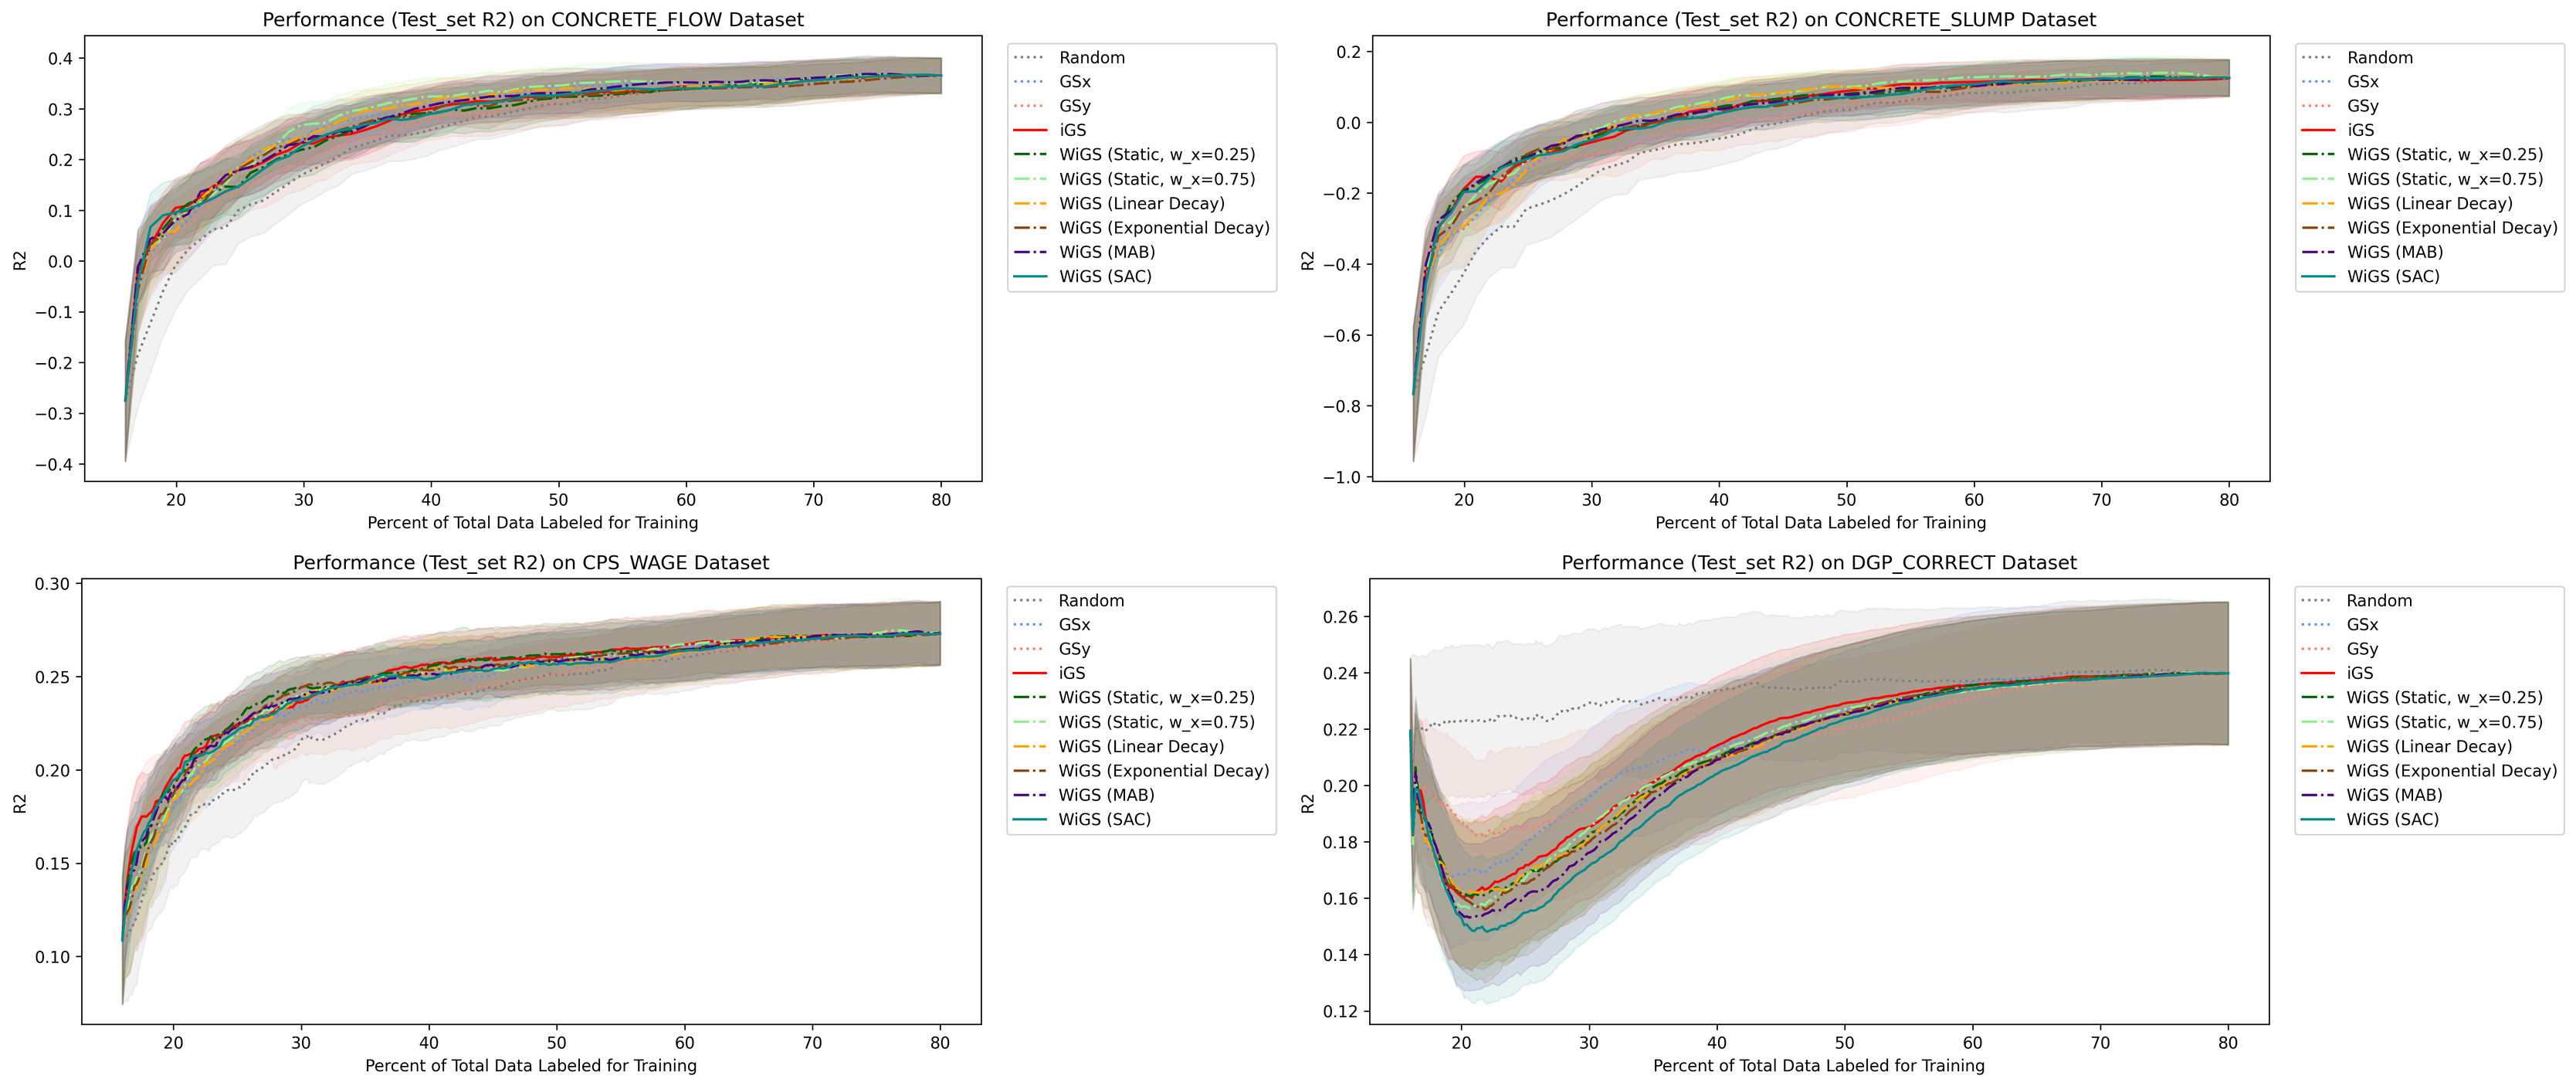 Performance (Test_set R2) on CONCRETE_FLOW Dataset
0.4
0.3
0.2
0.1
0.0
−0.1
−0.2
−0.3
−0.4
R2
20 30 40 50 60 70 80
Percent of Total Data Labeled for Training
Random
GSx
GSy
iGS
WiGS (Static, w_x=0.25)
WiGS (Static, w_x=0.75)
WiGS (Linear Decay)
WiGS (Exponential Decay)
WiGS (MAB)
WiGS (SAC)
Performance (Test_set R2) on CONCRETE_SLUMP Dataset
0.2
0.0
−0.2
−0.4
−0.6
−0.8
−1.0
R2
20 30 40 50 60 70 80
Percent of Total Data Labeled for Training
Random
GSx
GSy
iGS
WiGS (Static, w_x=0.25)
WiGS (Static, w_x=0.75)
WiGS (Linear Decay)
WiGS (Exponential Decay)
WiGS (MAB)
WiGS (SAC)
Performance (Test_set R2) on CPS_WAGE Dataset
0.30
0.25
0.20
0.15
0.10
R2
20 30 40 50 60 70 80
Percent of Total Data Labeled for Training
Random
GSx
GSy
iGS
WiGS (Static, w_x=0.25)
WiGS (Static, w_x=0.75)
WiGS (Linear Decay)
WiGS (Exponential Decay)
WiGS (MAB)
WiGS (SAC)
Performance (Test_set R2) on DGP_CORRECT Dataset
0.26
0.24
0.22
0.20
0.18
0.16
0.14
0.12
R2
20 30 40 50 60 70 80
Percent of Total Data Labeled for Training
Random
GSx
GSy
iGS
WiGS (Static, w_x=0.25)
WiGS (Static, w_x=0.75)
WiGS (Linear Decay)
WiGS (Exponential Decay)
WiGS (MAB)
WiGS (SAC)